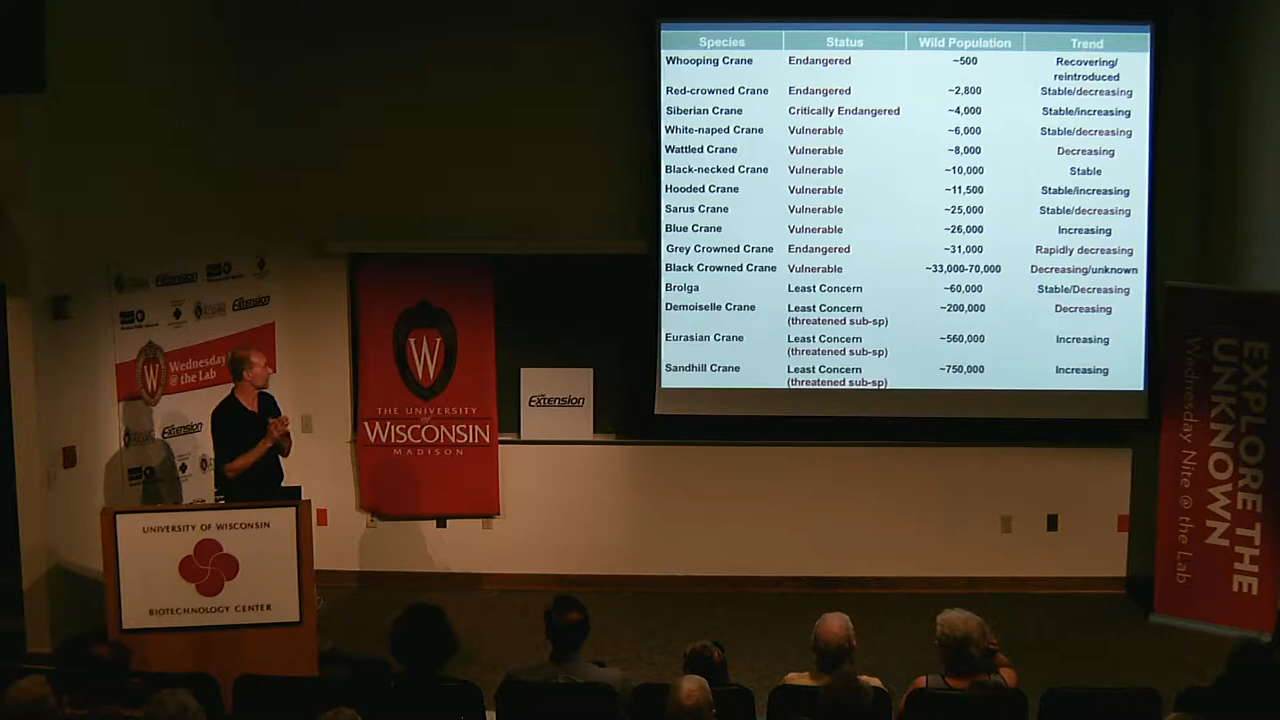 Species Status Wild Population Trend
Whooping Crane Endangered ~500 Recovering/
reintroduced
Red-crowned Crane Endangered ~2,800 Stable/decreasing
Siberian Crane Critically Endangered ~4,000 Stable/increasing
White-naped Crane Vulnerable ~6,000 Stable/decreasing
Wattled Crane Vulnerable ~8,000 Decreasing
Black-necked Crane Vulnerable ~10,000 Stable
Hooded Crane Vulnerable ~11,500 Stable/increasing
Sarus Crane Vulnerable ~25,000 Stable/decreasing
Blue Crane Vulnerable ~26,000 Increasing
Grey Crowned Crane Endangered ~31,000 Rapidly decreasing
Black Crowned Crane Vulnerable ~33,000-70,000 Decreasing/unknown
Brolga Least Concern ~60,000 Stable/Decreasing
Demoiselle Crane Least Concern ~200,000 Decreasing
(threatened sub-sp)
Eurasian Crane Least Concern ~560,000 Increasing
(threatened sub-sp)
Sandhill Crane Least Concern ~750,000 Increasing
(threatened sub-sp)
Extension
Extension
W Wednesday
@ the Lab
Extension
W
THE UNIVERSITY
of
WISCONSIN
MADISON
Extension
UNIVERSITY OF WISCONSIN
BIOTECHNOLOGY CENTER
EXPLORE THE
UNKNOWN
Wednesday Nite @ the Lab